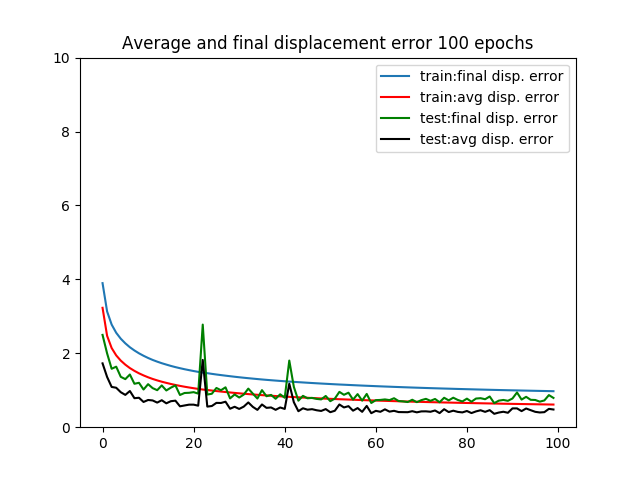 Average and final displacement error 100 epochs
10
8
6
4
2
0
train:final disp. error
train:avg disp. error
test:final disp. error
test:avg disp. error
0 20 40 60 80 100